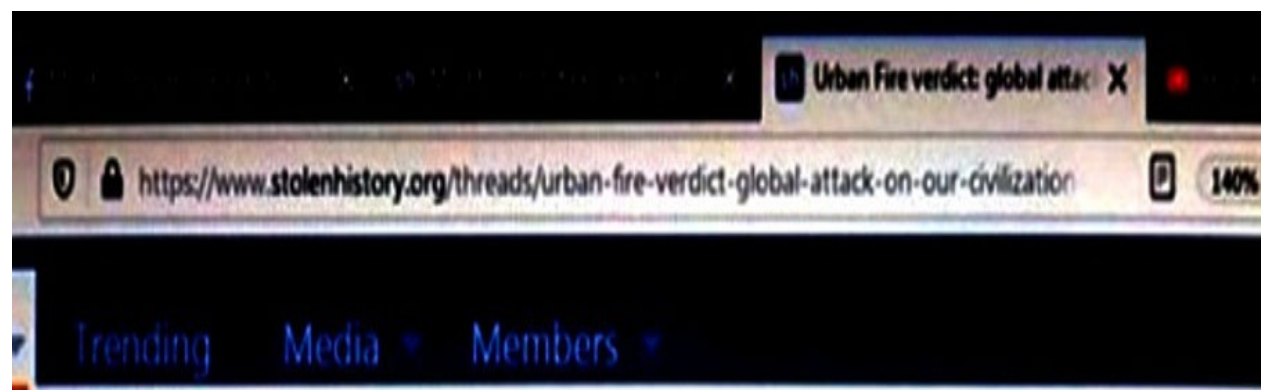 Urban Fire verdict: global attac
https://www.stolenhistory.org/threads/urban-fire-verdict-global-attack-on-our-civilization
140%
Trending Media Members